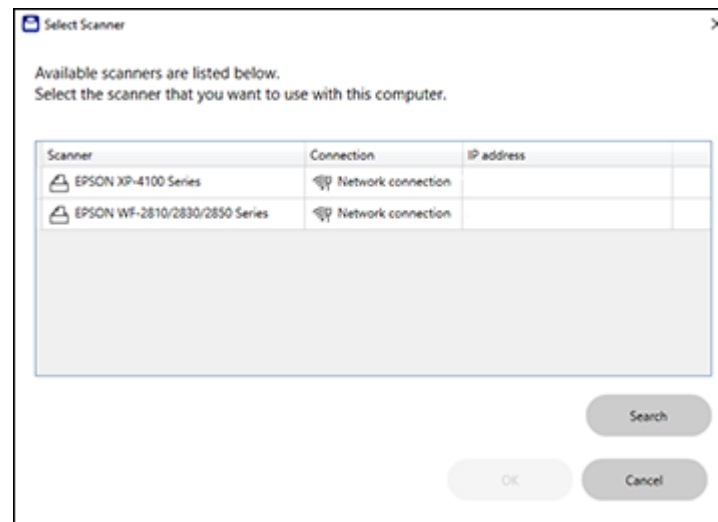 Select Scanner
Available scanners are listed below.
Select the scanner that you want to use with this computer.
Scanner Connection IP address
EPSON XP-4100 Series Network connection
EPSON WF-2810/2830/2850 Series Network connection
Search
OK Cancel